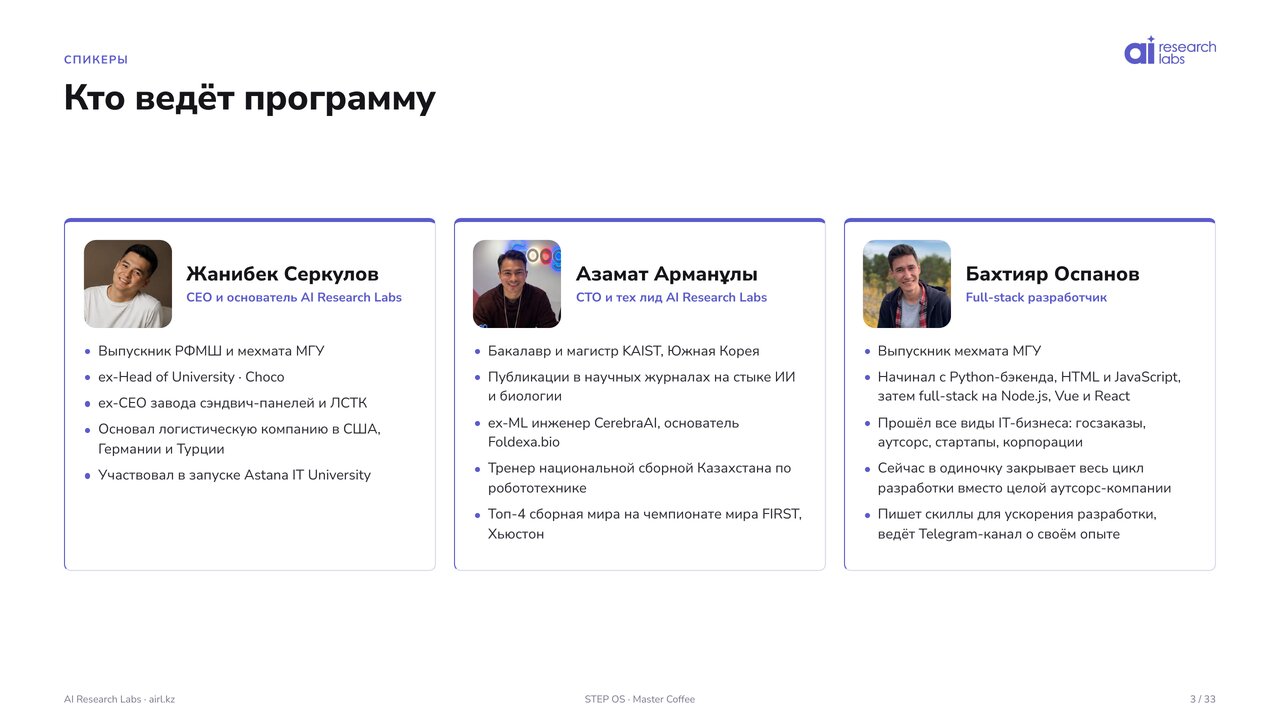 СПИКЕРЫ
ai research labs
Кто ведёт программу
Жанибек Серкулов
CEO и основатель AI Research Labs
• Выпускник РФМШ и мехмата МГУ
• ex-Head of University · Choco
• ex-CEO завода сэндвич-панелей и ЛСТК
• Основал логистическую компанию в США,
Германии и Турции
• Участвовал в запуске Astana IT University
Азамат Арманұлы
CTO и тех лид AI Research Labs
• Бакалавр и магистр KAIST, Южная Корея
• Публикации в научных журналах на стыке ИИ
и биологии
• ex-ML инженер CerebraAI, основатель
Foldexa.bio
• Тренер национальной сборной Казахстана по
робототехнике
• Топ-4 сборная мира на чемпионате мира FIRST,
Хьюстон
Бахтияр Оспанов
Full-stack разработчик
• Выпускник мехмата МГУ
• Начинал с Python-бэкенда, HTML и JavaScript,
затем full-stack на Node.js, Vue и React
• Прошёл все виды IT-бизнеса: госзаказы,
аутсорс, стартапы, корпорации
• Сейчас в одиночку закрывает весь цикл
разработки вместо целой аутсорс-компании
• Пишет скиллы для ускорения разработки,
ведёт Telegram-канал о своём опыте
AI Research Labs · airl.kz
STEP OS · Master Coffee
3 / 33